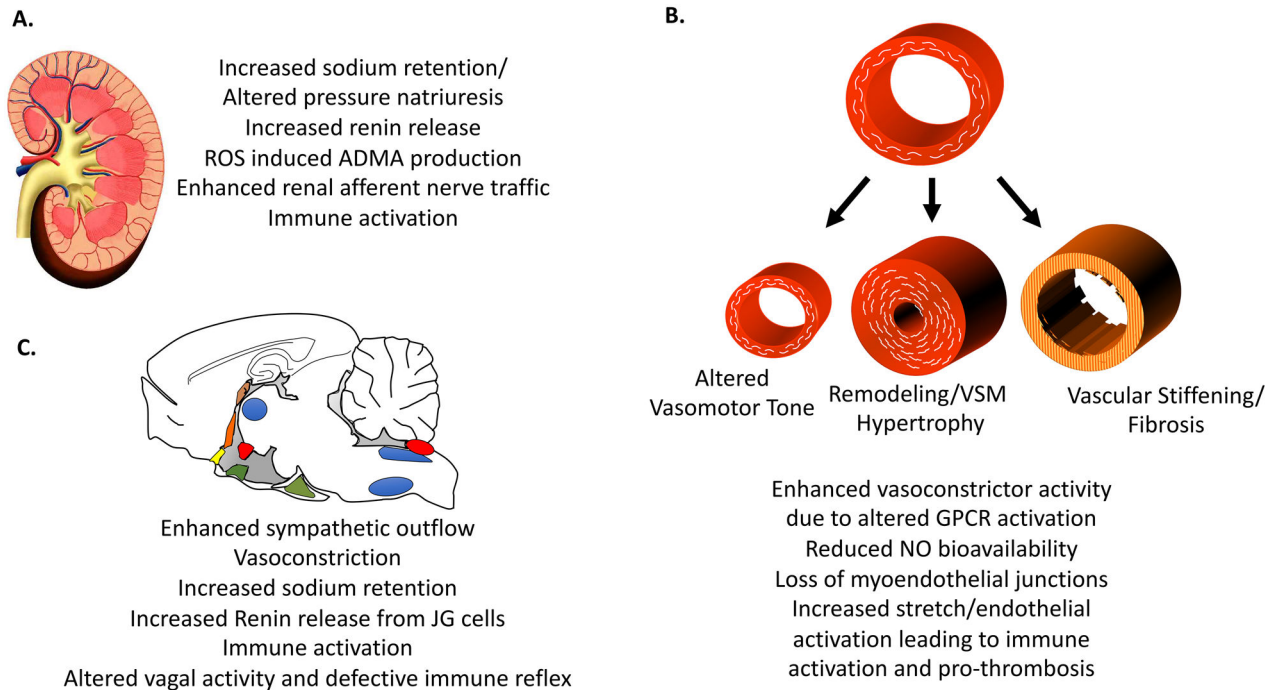 A.
Increased sodium retention/
Altered pressure natriuresis
Increased renin release
ROS induced ADMA production
Enhanced renal afferent nerve traffic
Immune activation
B.
Altered
Vasomotor Tone
Remodeling/VSM
Hypertrophy
Vascular Stiffening/
Fibrosis
Enhanced vasoconstrictor activity
due to altered GPCR activation
Reduced NO bioavailability
Loss of myoendothelial junctions
Increased stretch/endothelial
activation leading to immune
activation and pro-thrombosis
C.
Enhanced sympathetic outflow
Vasoconstriction
Increased sodium retention
Increased Renin release from JG cells
Immune activation
Altered vagal activity and defective immune reflex